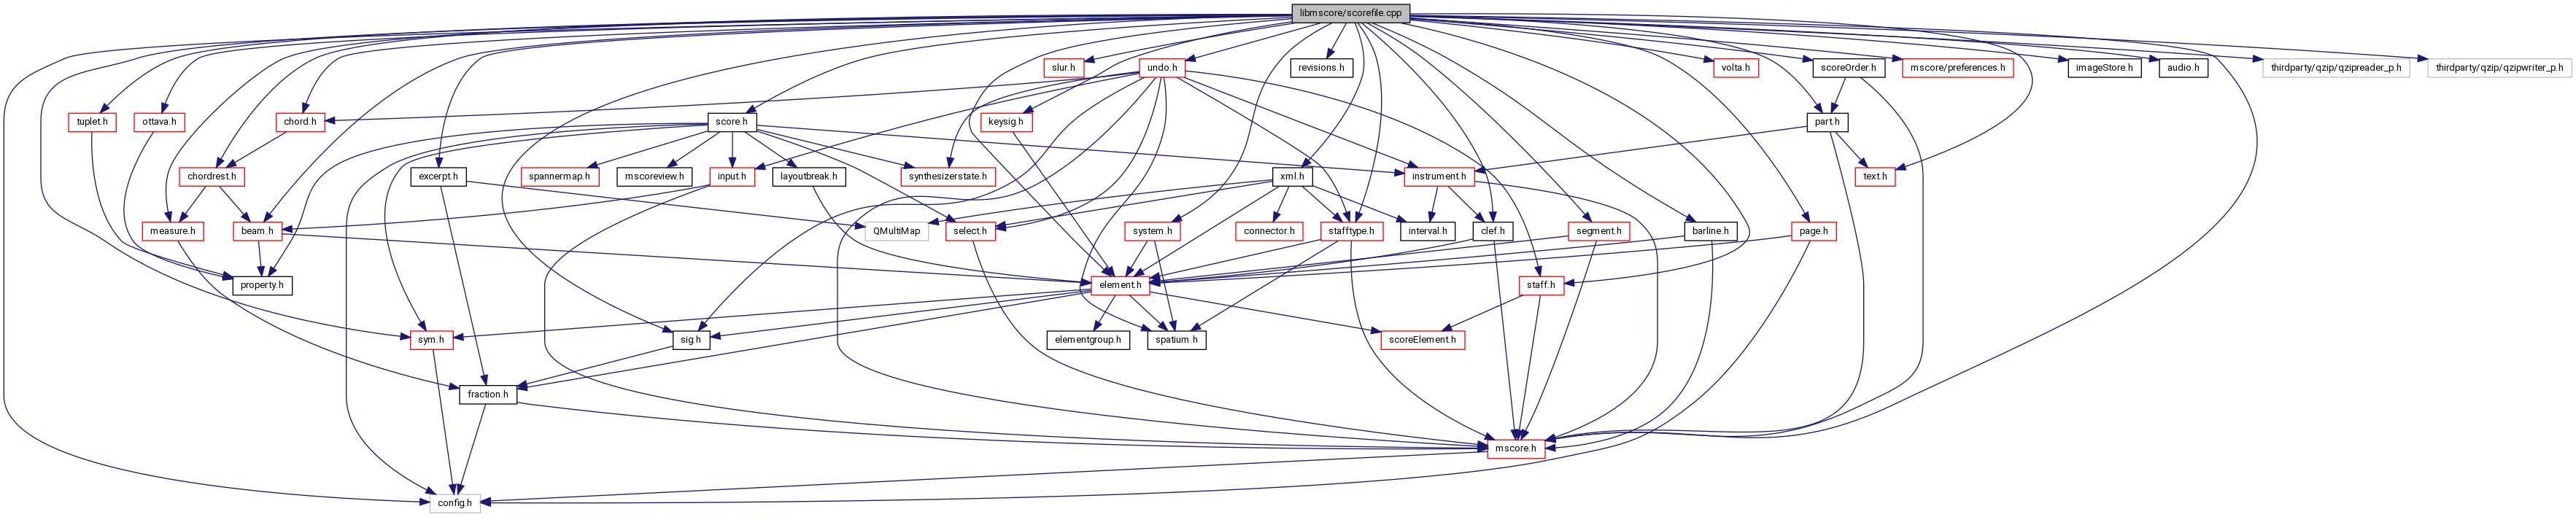 libmscore/scorefile.cpp
slur.h
undo.h
revisions.h
volta.h
scoreOrder.h
mscore/preferences.h
imageStore.h
audio.h
thirdparty/qzip/qzipreader_p.h
thirdparty/qzip/qzipwriter_p.h
tuplet.h
ottava.h
chord.h
score.h
keysig.h
part.h
chordrest.h
excerpt.h
spannermap.h
mscoreview.h
input.h
layoutbreak.h
synthesizerstate.h
xml.h
instrument.h
text.h
measure.h
beam.h
QMultiMap
select.h
system.h
connector.h
stafftype.h
interval.h
clef.h
segment.h
barline.h
page.h
property.h
element.h
staff.h
sym.h
sig.h
elementgroup.h
spatium.h
scoreElement.h
fraction.h
mscore.h
config.h